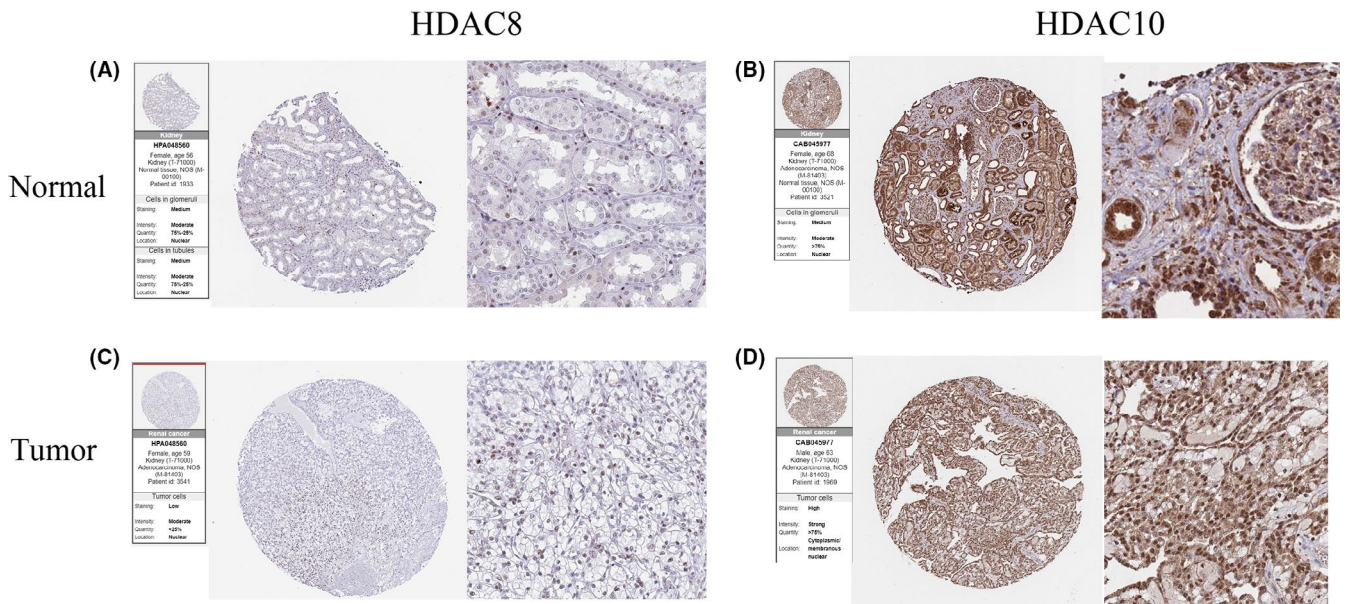 HDAC8
HDAC10
Normal
Tumor
(A)
Kidney
HPA048560
Female, age 56
Kidney (T-71000)
Normal tissue, NOS (M-
00100)
Patient id: 1933
Cells in glomeruli
Staining: Medium
Intensity: Moderate
Quantity: 75%-25%
Location: Nuclear
Cells in tubules
Staining: Medium
Intensity: Moderate
Quantity: 75%-25%
Location: Nuclear
(B)
Kidney
CAB045977
Female, age 68
Kidney (T-71000)
Adenocarcinoma, NOS
(M-81403)
Normal tissue, NOS (M-
00100)
Patient id: 3521
Cells in glomeruli
Staining: Medium
Intensity: Moderate
Quantity: >75%
Location: Nuclear
(C)
Renal cancer
HPA048560
Female, age 59
Kidney (T-71000)
Adenocarcinoma, NOS
(M-81403)
Patient id: 3541
Tumor cells
Staining: Low
Intensity: Moderate
Quantity: <25%
Location: Nuclear
(D)
Renal cancer
CAB045977
Male, age 63
Kidney (T-71000)
Adenocarcinoma, NOS
(M-81403)
Patient id: 1969
Tumor cells
Staining: High
Intensity: Strong
Quantity: >75%
Cytoplasmic/
Location: membranous
nuclear